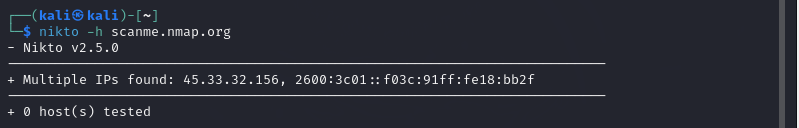 ┌──(kali㉿kali)-[~]
└─$ nikto -h scanme.nmap.org
- Nikto v2.5.0
---------------------------------------------------------------------------
+ Multiple IPs found: 45.33.32.156, 2600:3c01::f03c:91ff:fe18:bb2f
---------------------------------------------------------------------------
+ 0 host(s) tested